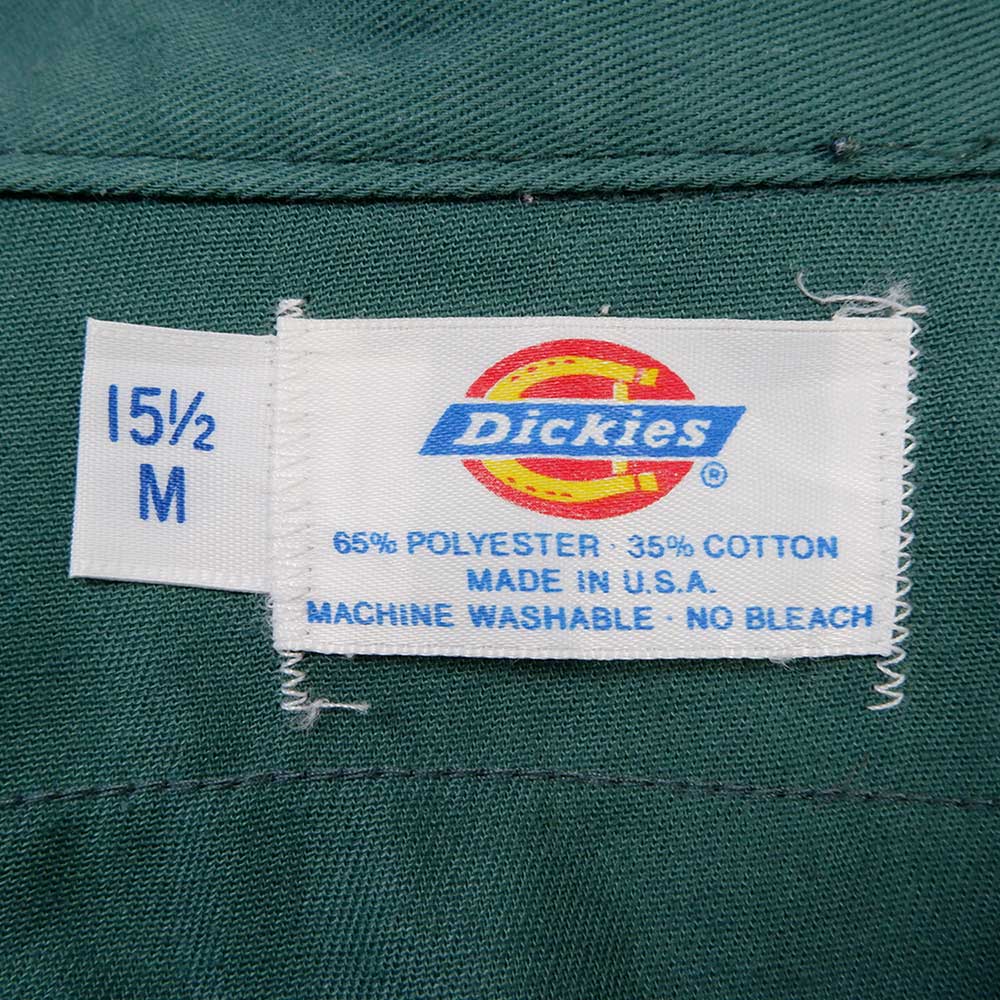 15½
M
Dickies
®
65% POLYESTER · 35% COTTON
MADE IN U.S.A.
MACHINE WASHABLE · NO BLEACH